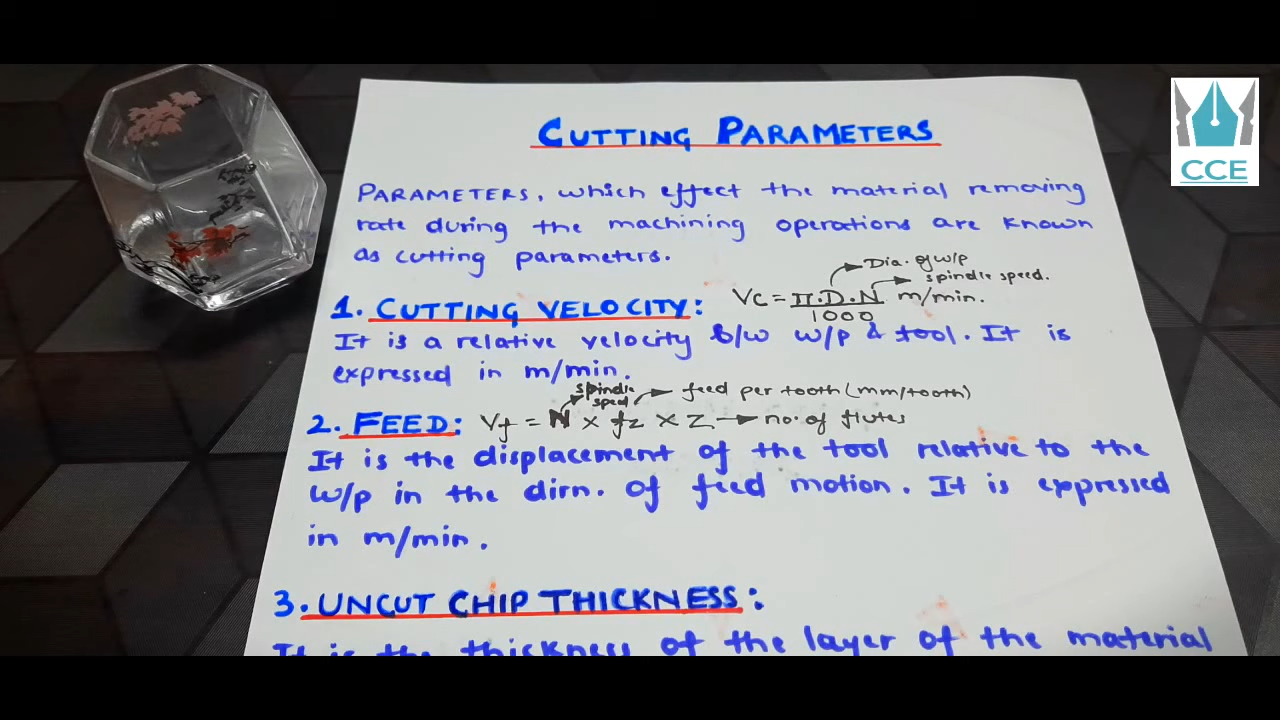 CUTTING PARAMETERS
PARAMETERS, which effect the material removing
rate during the machining operations are known
as cutting parameters.
Dia. of w/p
spindle speed.
1. CUTTING VELOCITY: Vc = π.D.N m/min.
1000
It is a relative velocity b/w w/p & tool. It is
expressed in m/min.
spindle speed
feed per tooth (mm/tooth)
2. FEED: Vf = N × fz × Z → no. of flutes
It is the displacement of the tool relative to the
w/p in the dirn. of feed motion. It is expressed
in m/min.
3. UNCUT CHIP THICKNESS:
It is the thickness of the layer of the material
CCE